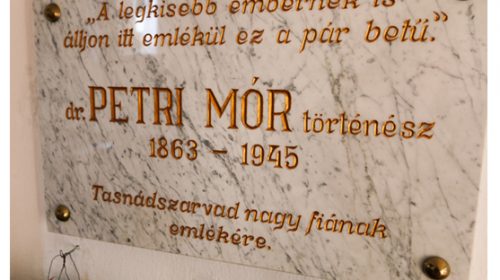 „A legkisebb embernek is
álljon itt emlékül ez a pár betű.”
dr. PETRI MÓR történész
1863 – 1945
Tasnádszarvad nagy fiának
emlékére.